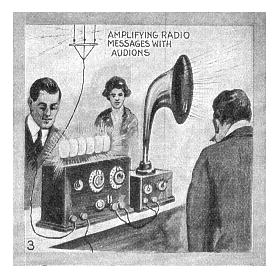 AMPLIFYING RADIO
MESSAGES WITH
AUDIONS
3